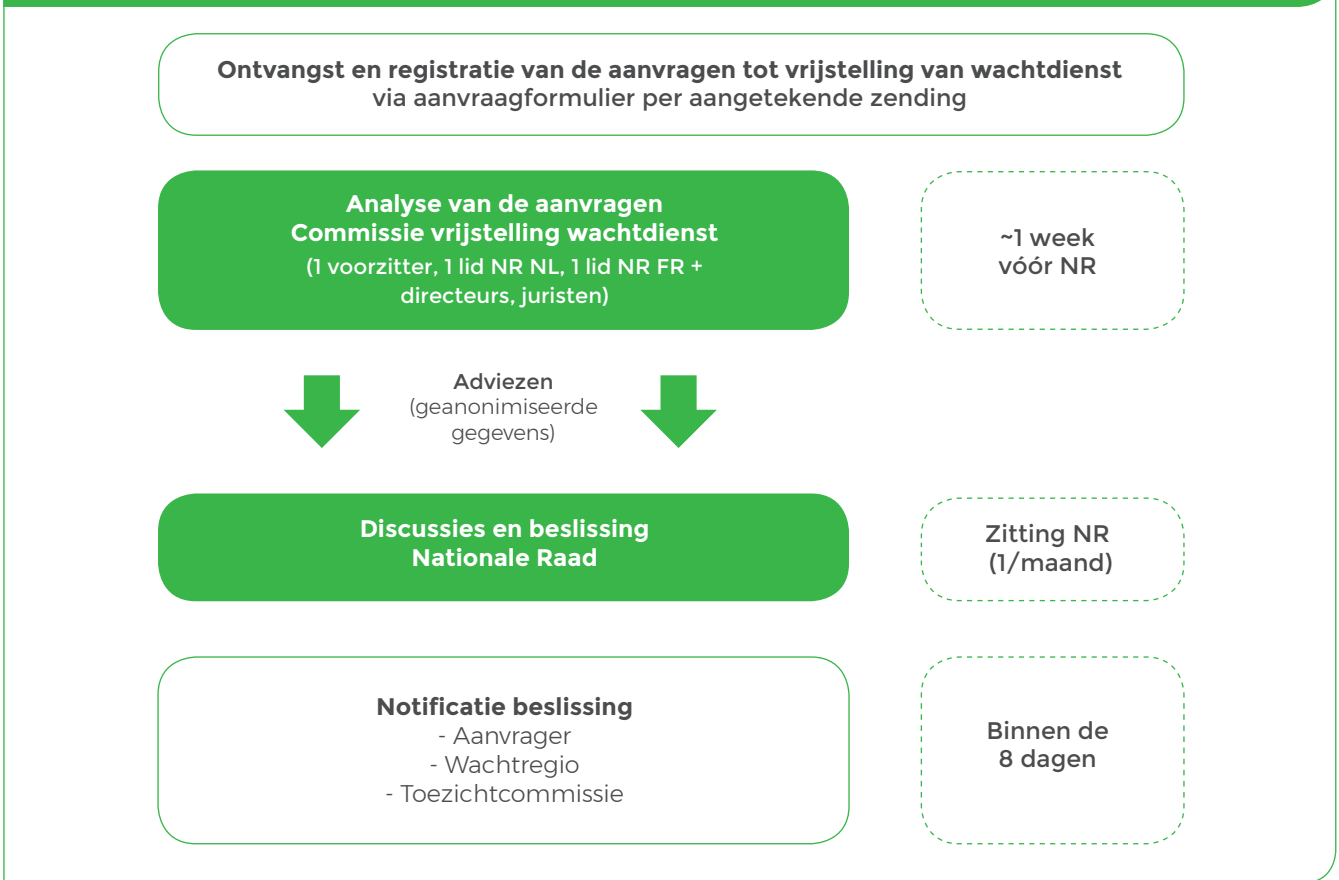 Ontvangst en registratie van de aanvragen tot vrijstelling van wachtdienst
via aanvraagformulier per aangetekende zending
Analyse van de aanvragen
Commissie vrijstelling wachtdienst
(1 voorzitter, 1 lid NR NL, 1 lid NR FR +
directeurs, juristen)
~1 week
vóór NR
Adviezen
(geanonimiseerde
gegevens)
Discussies en beslissing
Nationale Raad
Zitting NR
(1/maand)
Notificatie beslissing
- Aanvrager
- Wachtregio
- Toezichtcommissie
Binnen de
8 dagen